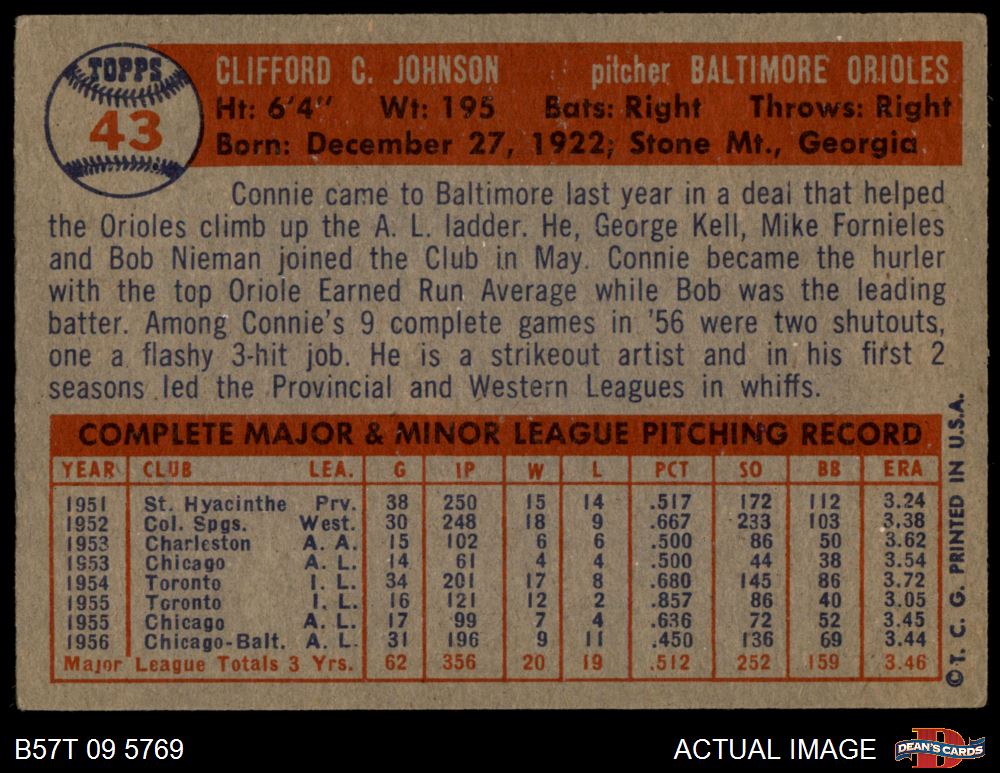 TOPPS
43
CLIFFORD C. JOHNSON pitcher BALTIMORE ORIOLES
Ht: 6'4" Wt: 195 Bats: Right Throws: Right
Born: December 27, 1922; Stone Mt., Georgia
Connie came to Baltimore last year in a deal that helped
the Orioles climb up the A. L. ladder. He, George Kell, Mike Fornieles
and Bob Nieman joined the Club in May. Connie became the hurler
with the top Oriole Earned Run Average while Bob was the leading
batter. Among Connie's 9 complete games in '56 were two shutouts,
one a flashy 3-hit job. He is a strikeout artist and in his first 2
seasons led the Provincial and Western Leagues in whiffs.
COMPLETE MAJOR & MINOR LEAGUE PITCHING RECORD
YEAR CLUB LEA. G IP W L PCT SO BB ERA
1951 St. Hyacinthe Prv. 38 250 15 14 .517 172 112 3.24
1952 Col. Spgs. West. 30 248 18 9 .667 233 103 3.38
1953 Charleston A. A. 15 102 6 6 .500 86 50 3.62
1953 Chicago A. L. 14 61 4 4 .500 44 38 3.54
1954 Toronto I. L. 34 201 17 8 .680 145 86 3.72
1955 Toronto I. L. 16 121 12 2 .857 86 40 3.05
1955 Chicago A. L. 17 99 7 4 .636 72 52 3.45
1956 Chicago-Balt. A. L. 31 196 9 11 .450 136 69 3.44
Major League Totals 3 Yrs. 62 356 20 19 .512 252 159 3.46
© T. C. G. PRINTED IN U.S.A.
B57T 09 5769 ACTUAL IMAGE
D
DEAN'S CARDS